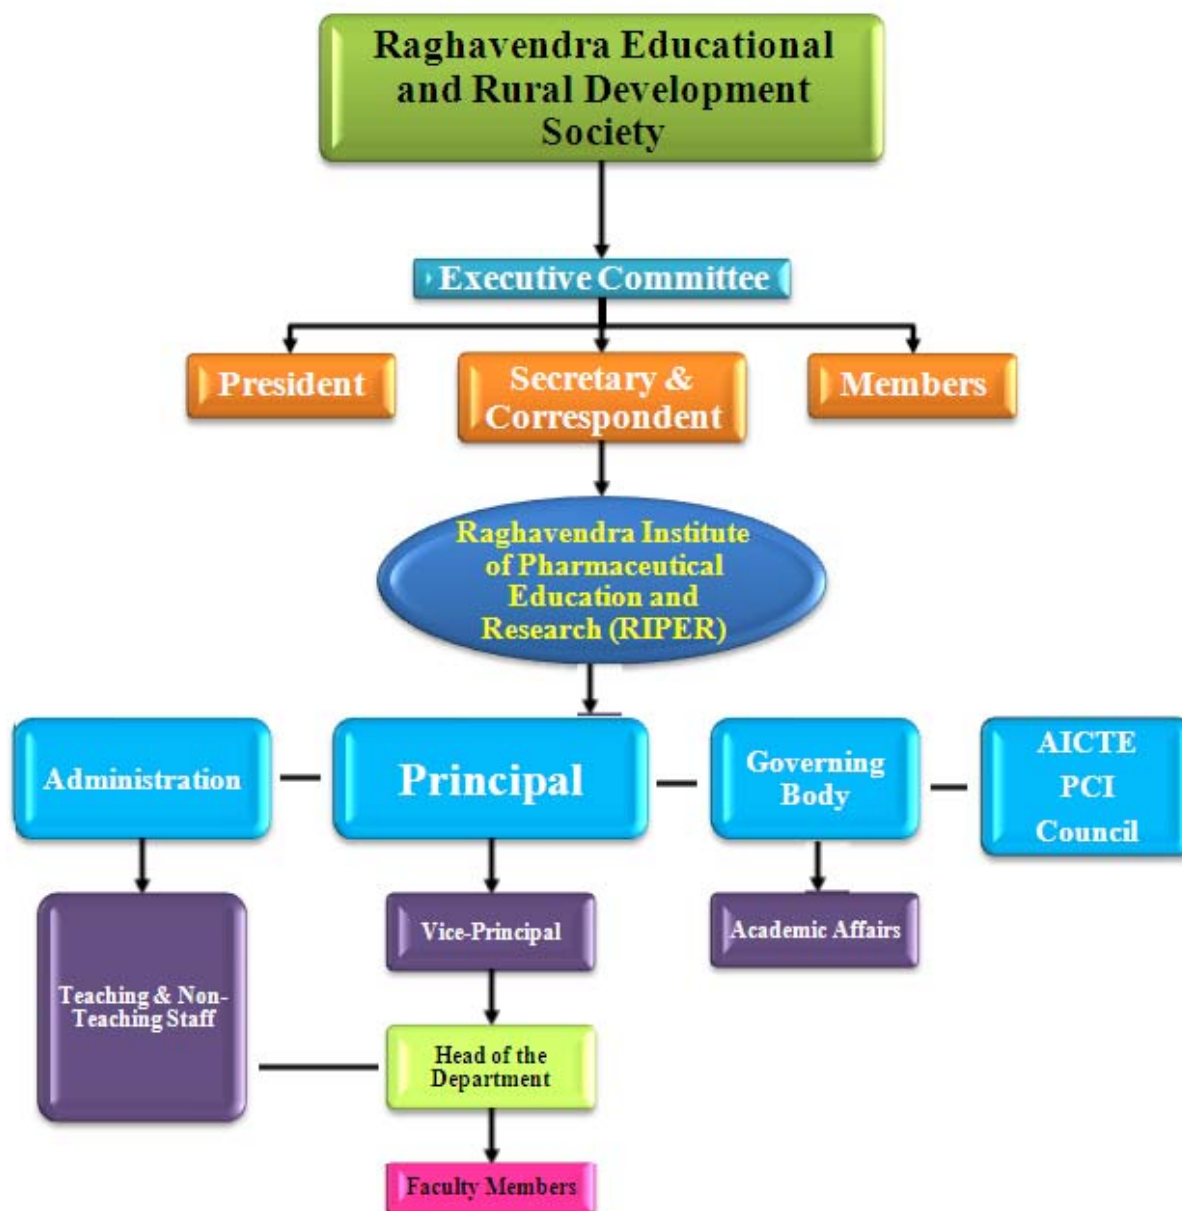 Raghavendra Educational
and Rural Development
Society
Executive Committee
President
Secretary &
Correspondent
Members
Raghavendra Institute
of Pharmaceutical
Education and
Research (RIPER)
Administration
Principal
Governing
Body
AICTE
PCI
Council
Teaching & Non-
Teaching Staff
Vice-Principal
Academic Affairs
Head of the
Department
Faculty Members